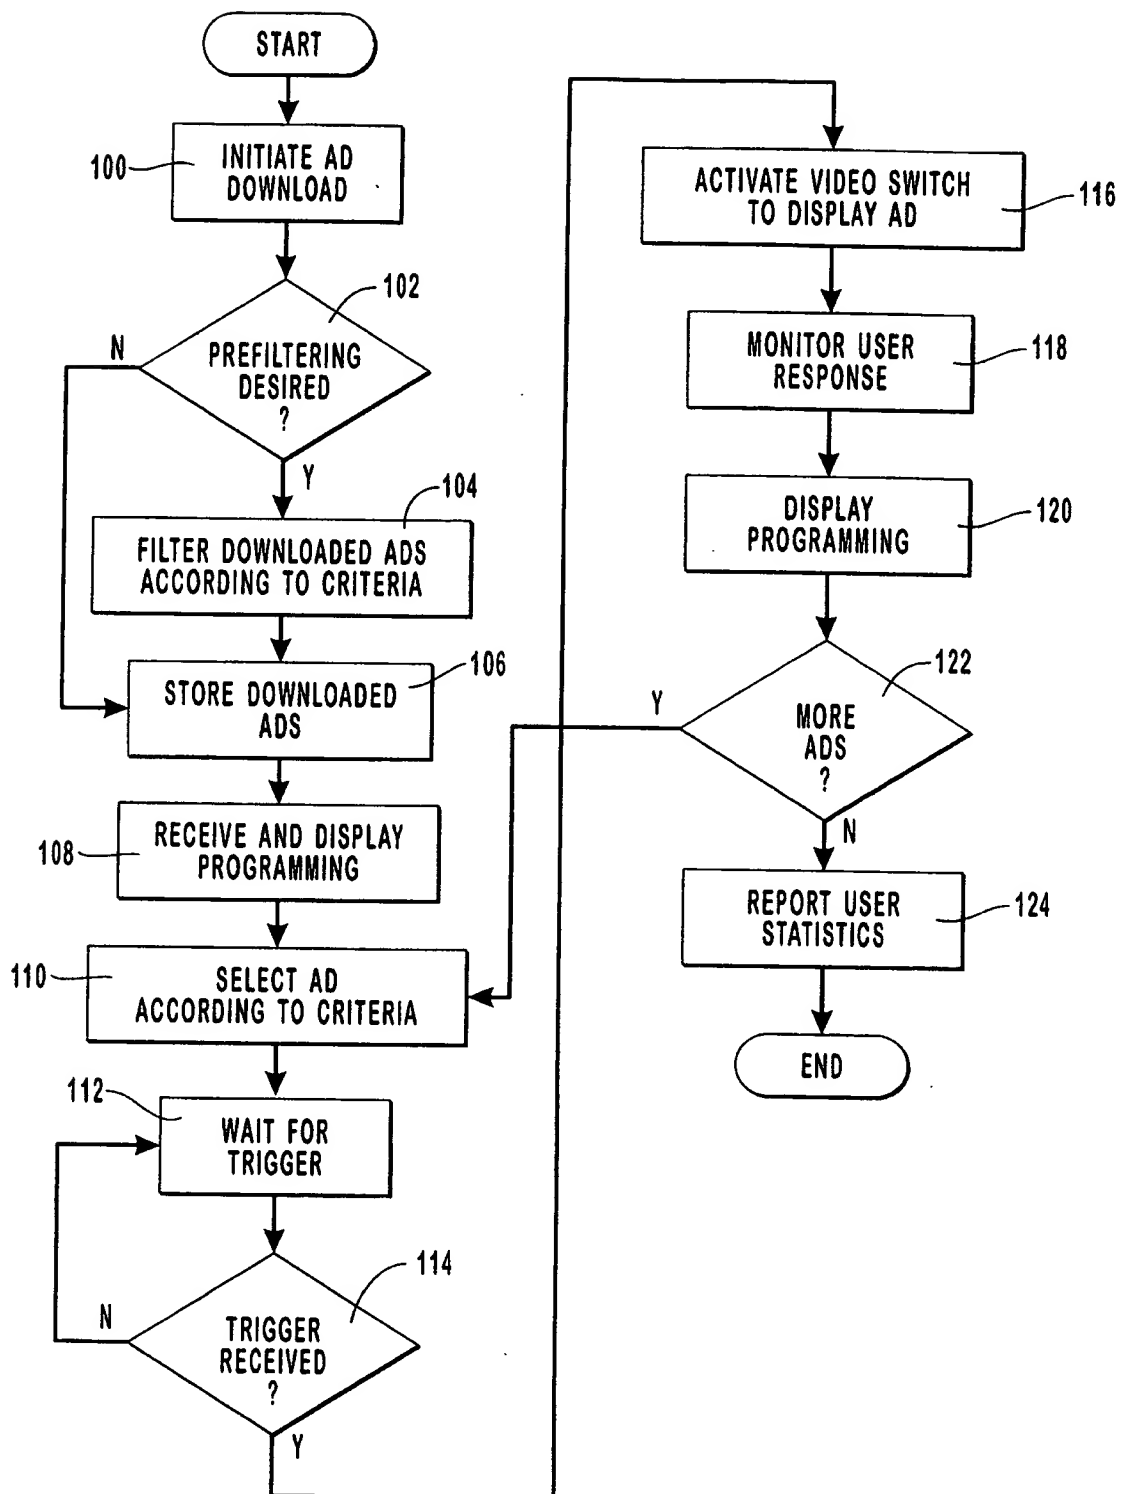 START
100
INITIATE AD
DOWNLOAD
102
N
PREFILTERING
DESIRED
?
Y
104
FILTER DOWNLOADED ADS
ACCORDING TO CRITERIA
106
STORE DOWNLOADED
ADS
108
RECEIVE AND DISPLAY
PROGRAMMING
110
SELECT AD
ACCORDING TO CRITERIA
112
WAIT FOR
TRIGGER
114
N
TRIGGER
RECEIVED
?
Y
ACTIVATE VIDEO SWITCH
TO DISPLAY AD
116
MONITOR USER
RESPONSE
118
DISPLAY
PROGRAMMING
120
122
Y
MORE
ADS
?
N
REPORT USER
STATISTICS
124
END